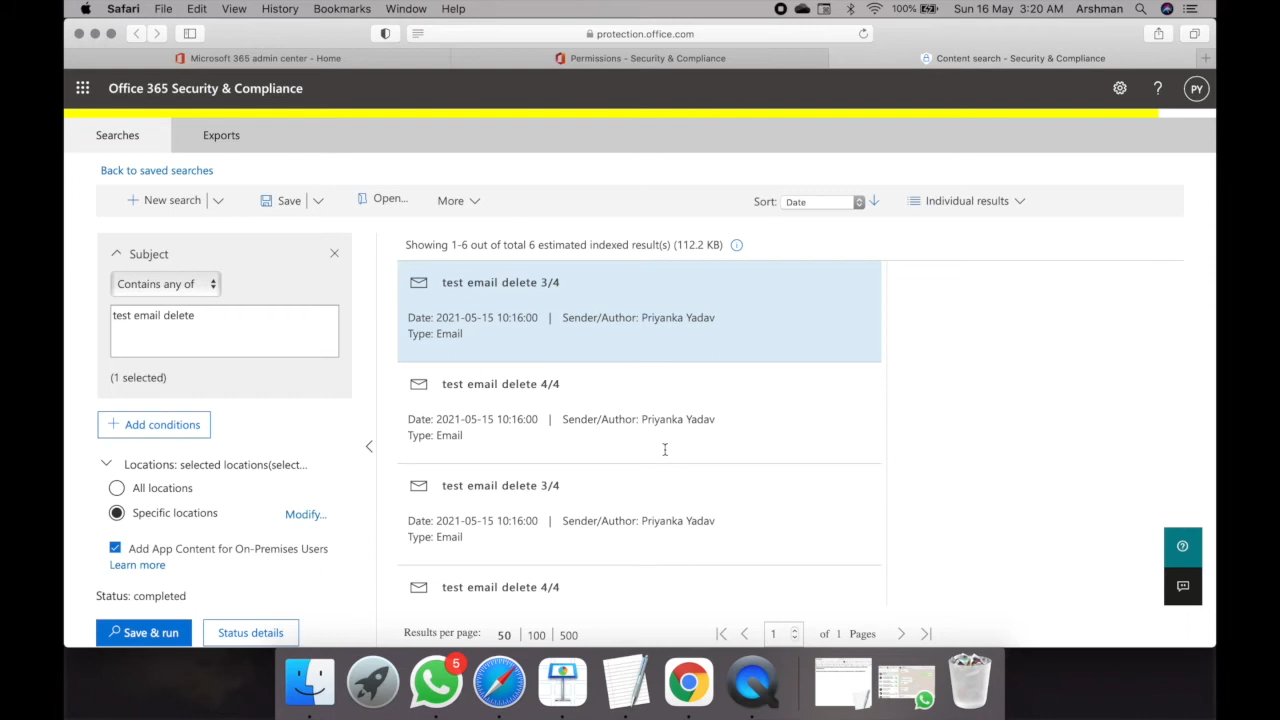 Safari File Edit View History Bookmarks Window Help 100% Sun 16 May 3:20 AM Arshman
protection.office.com
Microsoft 365 admin center - Home Permissions - Security & Compliance Content search - Security & Compliance
Office 365 Security & Compliance PY
Searches Exports
Back to saved searches
New search Save Open... More Sort: Date Individual results
Subject
Contains any of
test email delete
(1 selected)
Add conditions
Locations: selected locations(select...
All locations
Specific locations Modify...
Add App Content for On-Premises Users
Learn more
Status: completed
Save & run Status details
Showing 1-6 out of total 6 estimated indexed result(s) (112.2 KB)
test email delete 3/4
Date: 2021-05-15 10:16:00 | Sender/Author: Priyanka Yadav
Type: Email
test email delete 4/4
Date: 2021-05-15 10:16:00 | Sender/Author: Priyanka Yadav
Type: Email
test email delete 3/4
Date: 2021-05-15 10:16:00 | Sender/Author: Priyanka Yadav
Type: Email
test email delete 4/4
Results per page: 50 | 100 | 500 1 of 1 Pages
5